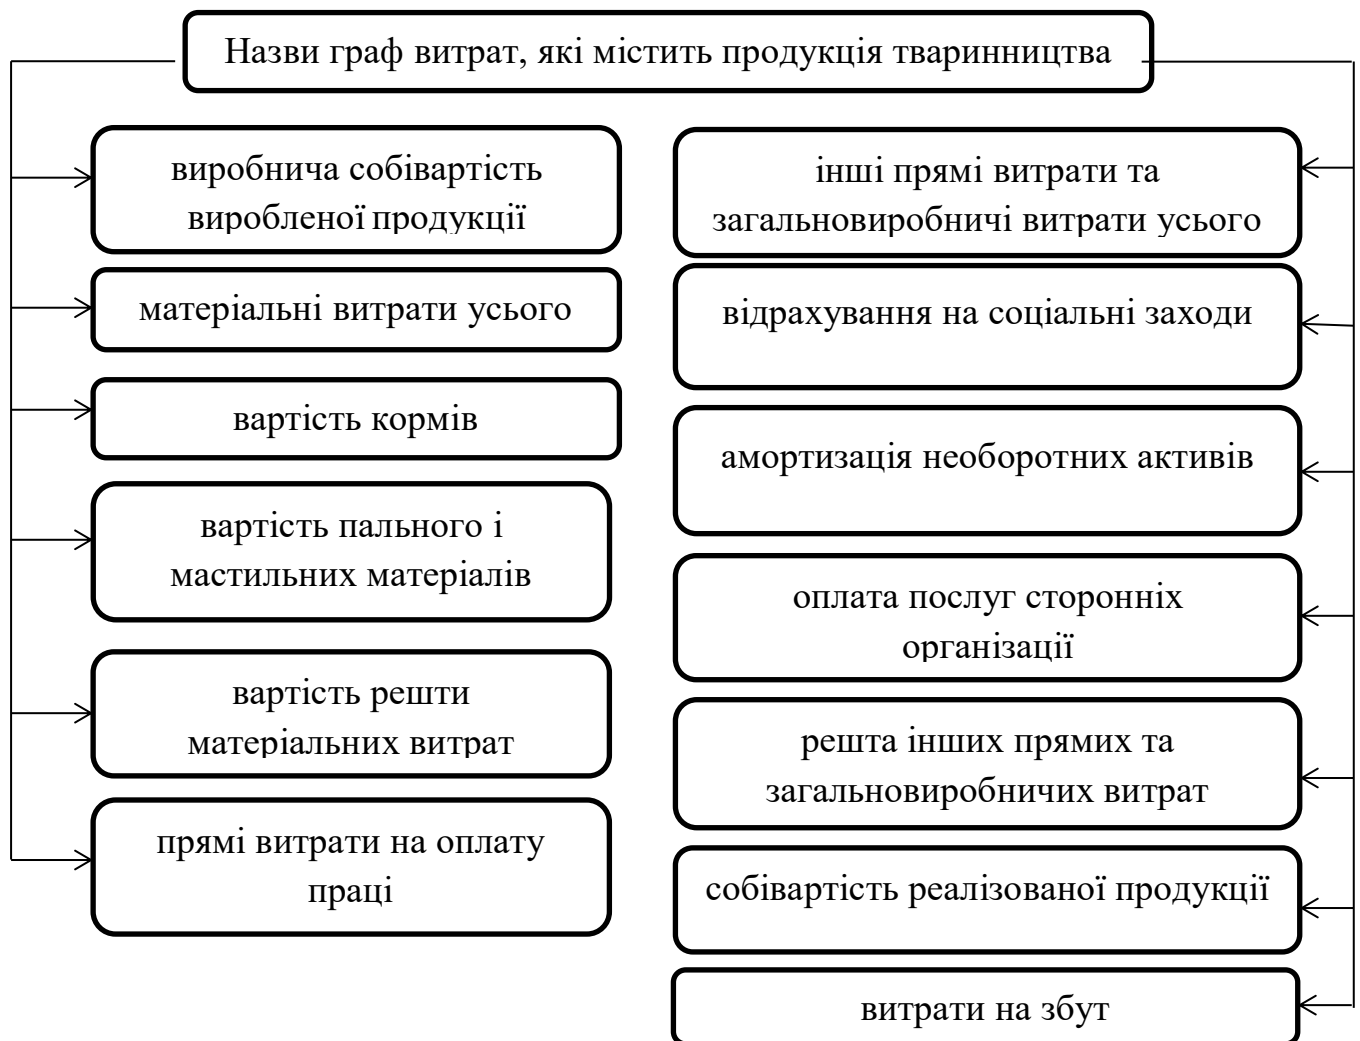 Назви граф витрат, які містить продукція тваринництва
виробнича собівартість
виробленої продукції
матеріальні витрати усього
вартість кормів
вартість пального і
мастильних матеріалів
вартість решти
матеріальних витрат
прямі витрати на оплату
праці
інші прямі витрати та
загальновиробничі витрати усього
відрахування на соціальні заходи
амортизація необоротних активів
оплата послуг сторонніх
організації
решта інших прямих та
загальновиробничих витрат
собівартість реалізованої продукції
витрати на збут